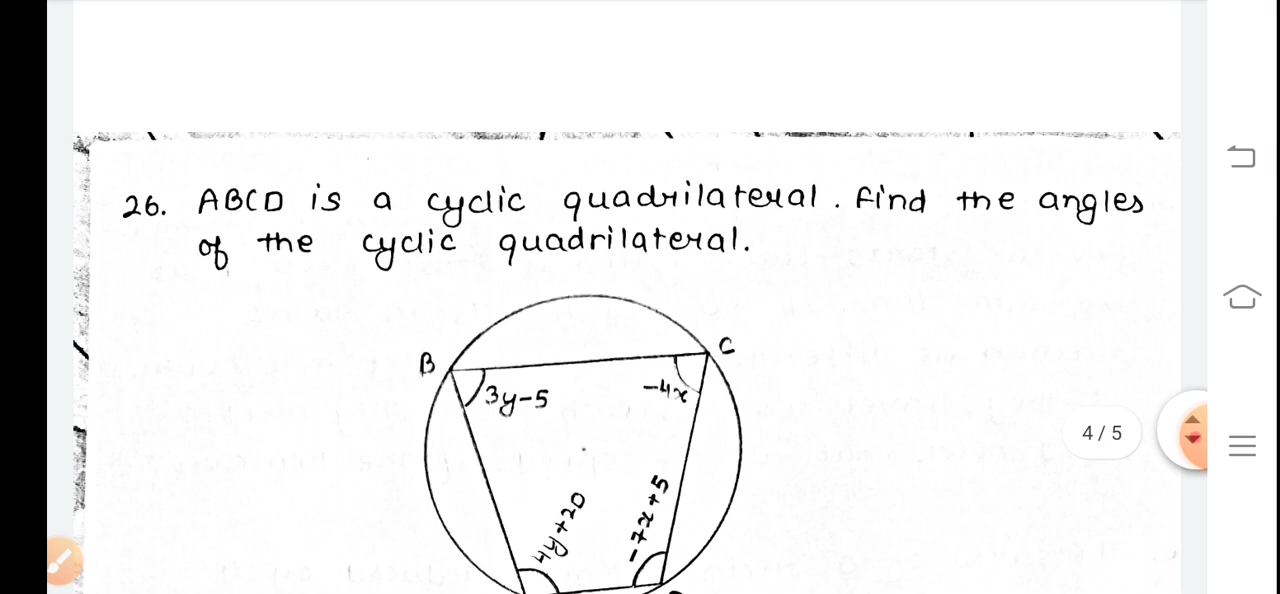 26. ABCD is a cyclic quadrilateral. Find the angles
of the cyclic quadrilateral.
B
C
3y-5
-4x
4y+20
-7x+5
4 / 5